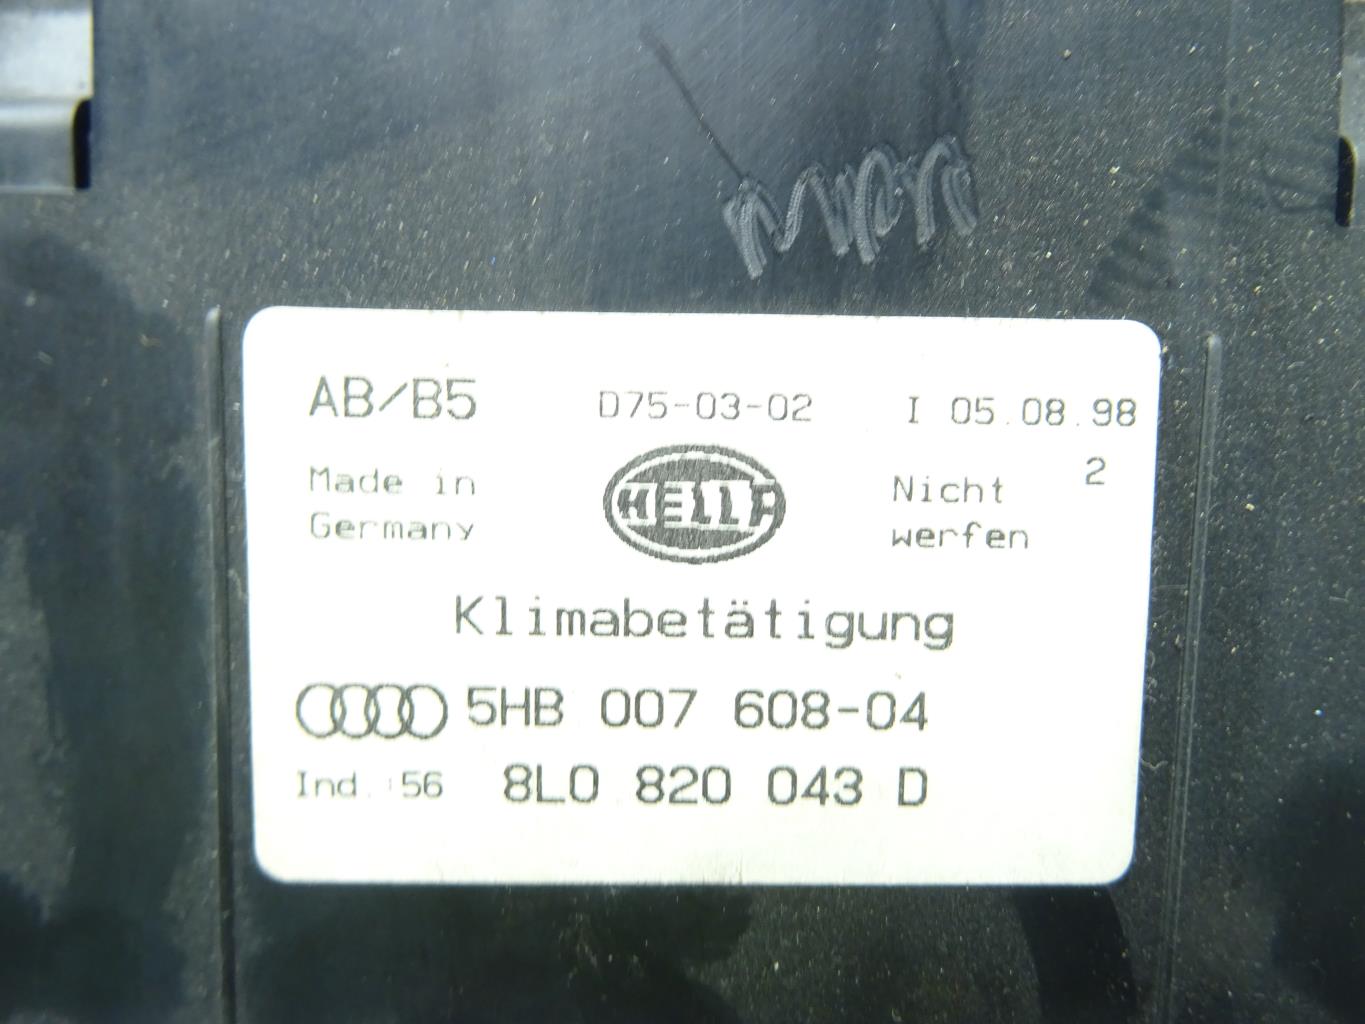 AB/B5 D75-03-02 I 05.08.98
2
Made in
Germany
HELLA
Nicht
werfen
Klimabetätigung
5HB 007 608-04
Ind. :56 8L0 820 043 D